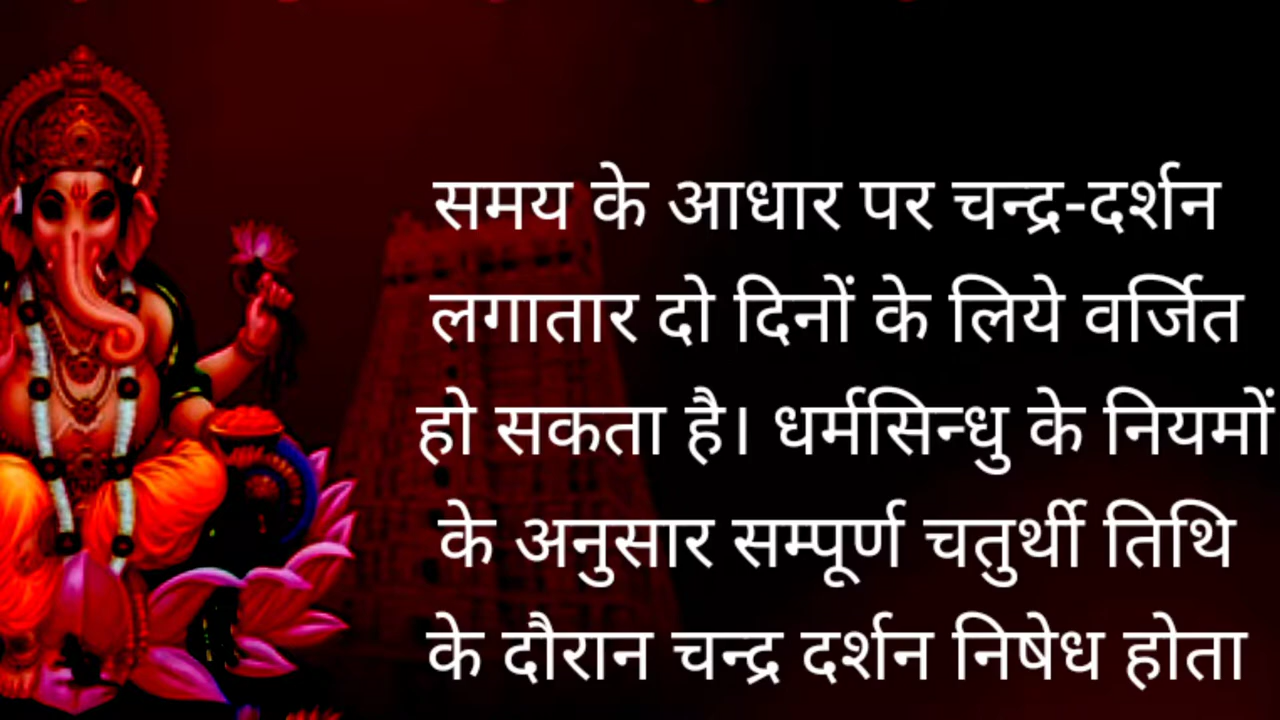 समय के आधार पर चन्द्र-दर्शन
लगातार दो दिनों के लिये वर्जित
हो सकता है। धर्मसिन्धु के नियमों
के अनुसार सम्पूर्ण चतुर्थी तिथि
के दौरान चन्द्र दर्शन निषेध होता